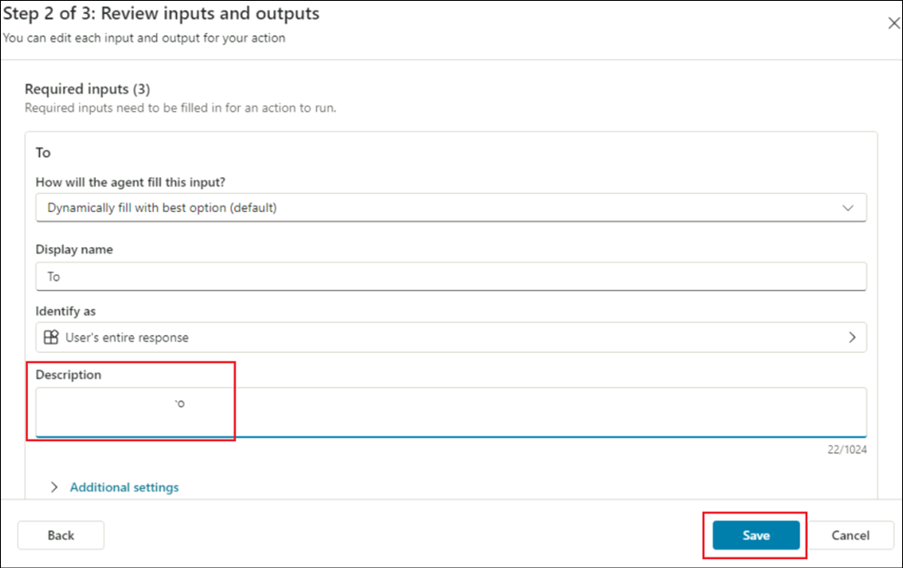 Step 2 of 3: Review inputs and outputs
You can edit each input and output for your action
Required inputs (3)
Required inputs need to be filled in for an action to run.
To
How will the agent fill this input?
Dynamically fill with best option (default)
Display name
To
Identify as
User's entire response
Description
22/1024
Additional settings
Back
Save
Cancel